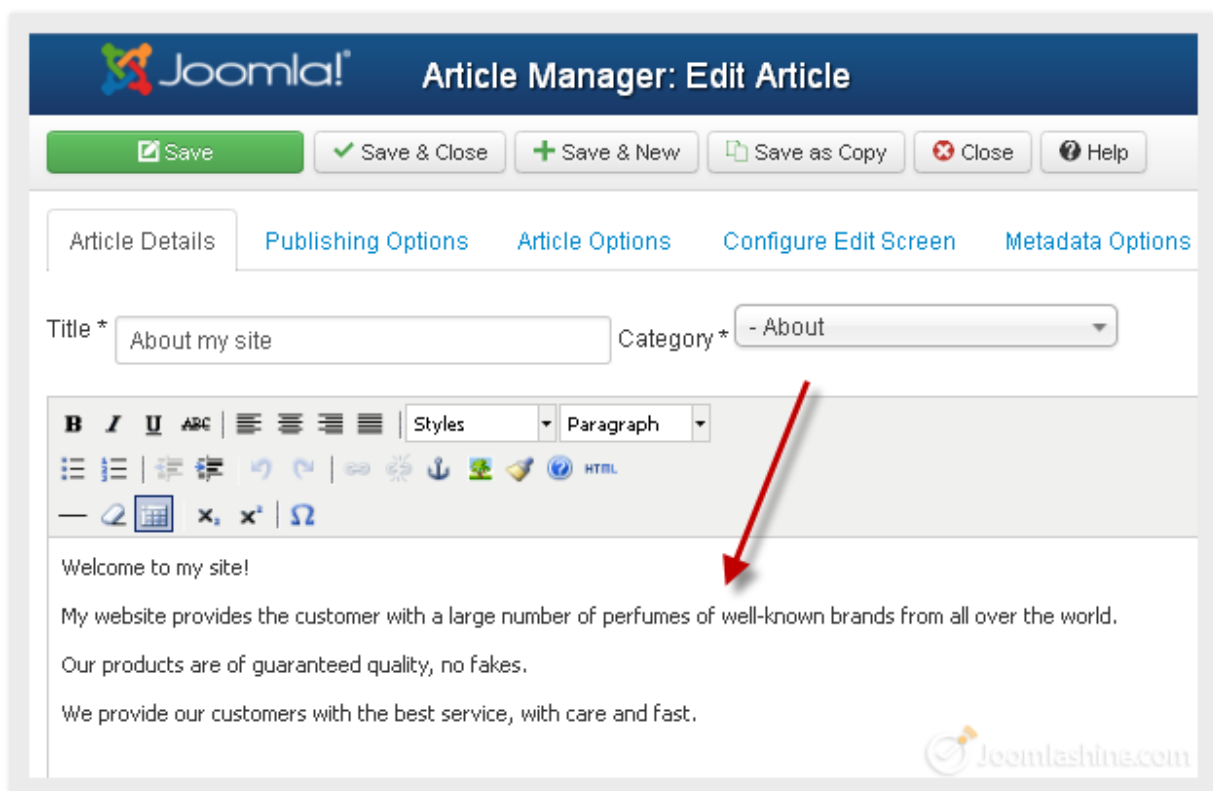 Joomla!® Article Manager: Edit Article
Save Save & Close Save & New Save as Copy Close Help
Article Details Publishing Options Article Options Configure Edit Screen Metadata Options
Title * About my site Category * - About
B I U ABC Styles Paragraph
HTML
x₂ x² Ω
Welcome to my site!
My website provides the customer with a large number of perfumes of well-known brands from all over the world.
Our products are of guaranteed quality, no fakes.
We provide our customers with the best service, with care and fast.
Joomlashine.com